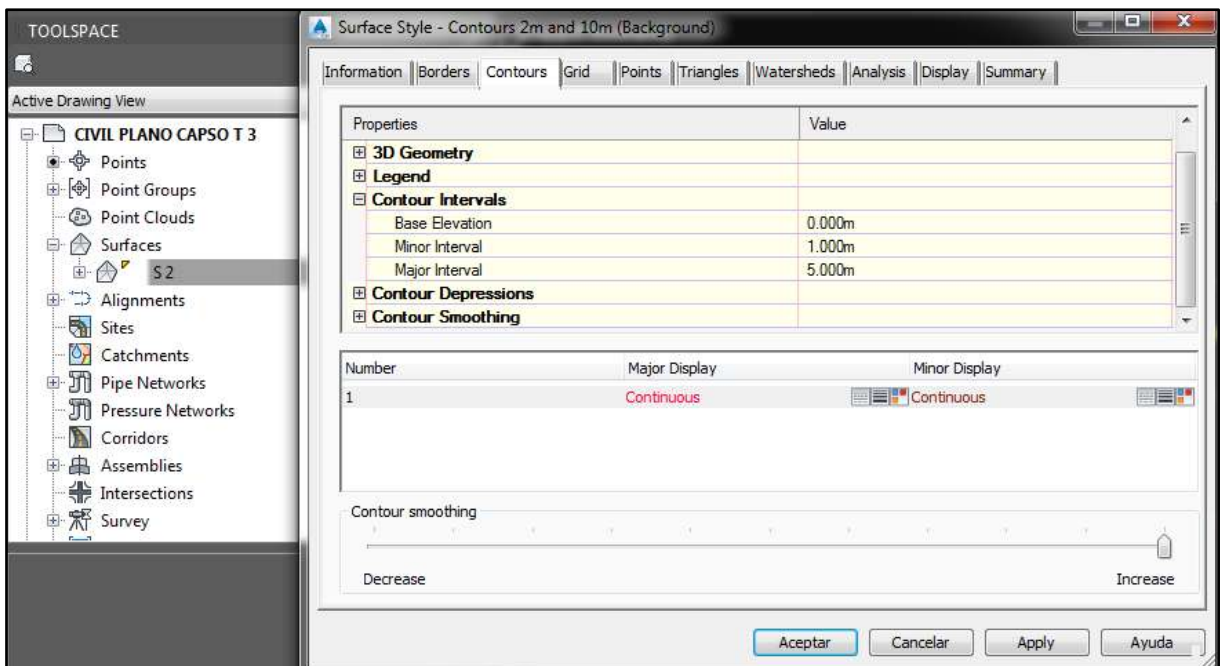 TOOLSPACE
Active Drawing View
CIVIL PLANO CAPSO T 3
Points
Point Groups
Point Clouds
Surfaces
S 2
Alignments
Sites
Catchments
Pipe Networks
Pressure Networks
Corridors
Assemblies
Intersections
Survey
Surface Style - Contours 2m and 10m (Background)
Information Borders Contours Grid Points Triangles Watersheds Analysis Display Summary
Properties Value
3D Geometry
Legend
Contour Intervals
Base Elevation 0.000m
Minor Interval 1.000m
Major Interval 5.000m
Contour Depressions
Contour Smoothing
Number Major Display Minor Display
1 Continuous Continuous
Contour smoothing
Decrease Increase
Aceptar Cancelar Apply Ayuda